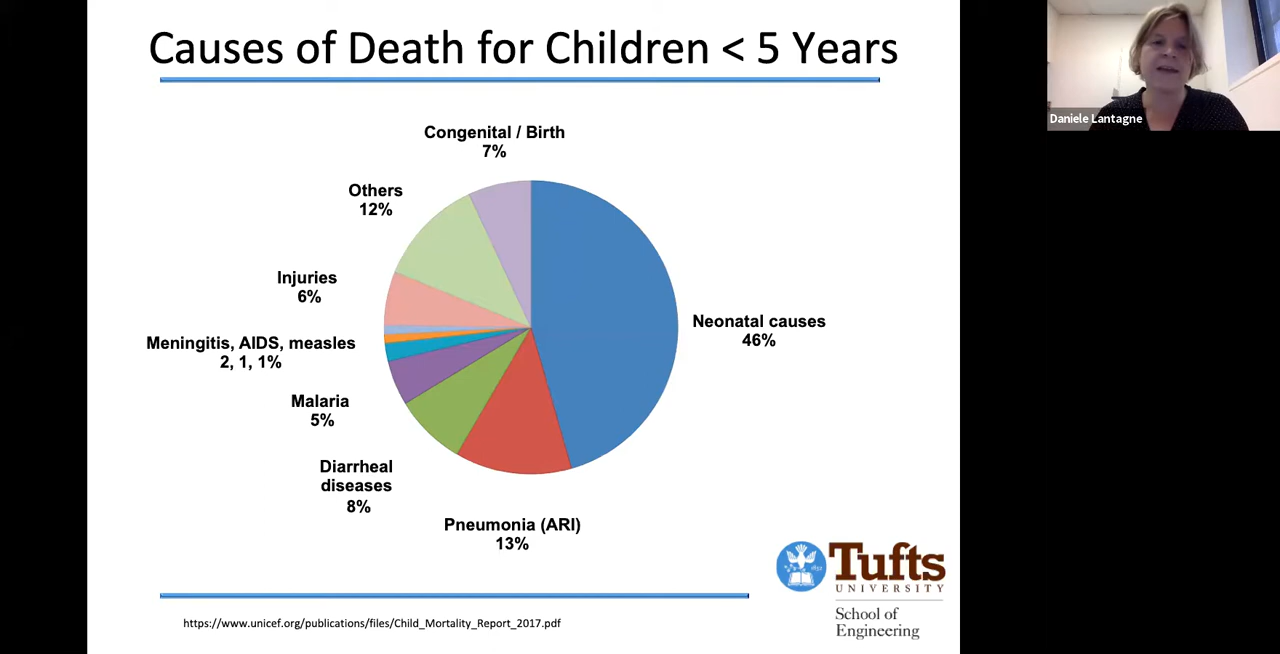 Causes of Death for Children < 5 Years
Daniele Lantagne
Congenital / Birth
7%
Others
12%
Injuries
6%
Neonatal causes
46%
Meningitis, AIDS, measles
2, 1, 1%
Malaria
5%
Diarrheal
diseases
8%
Pneumonia (ARI)
13%
1852
Tufts
UNIVERSITY
School of
Engineering
https://www.unicef.org/publications/files/Child_Mortality_Report_2017.pdf